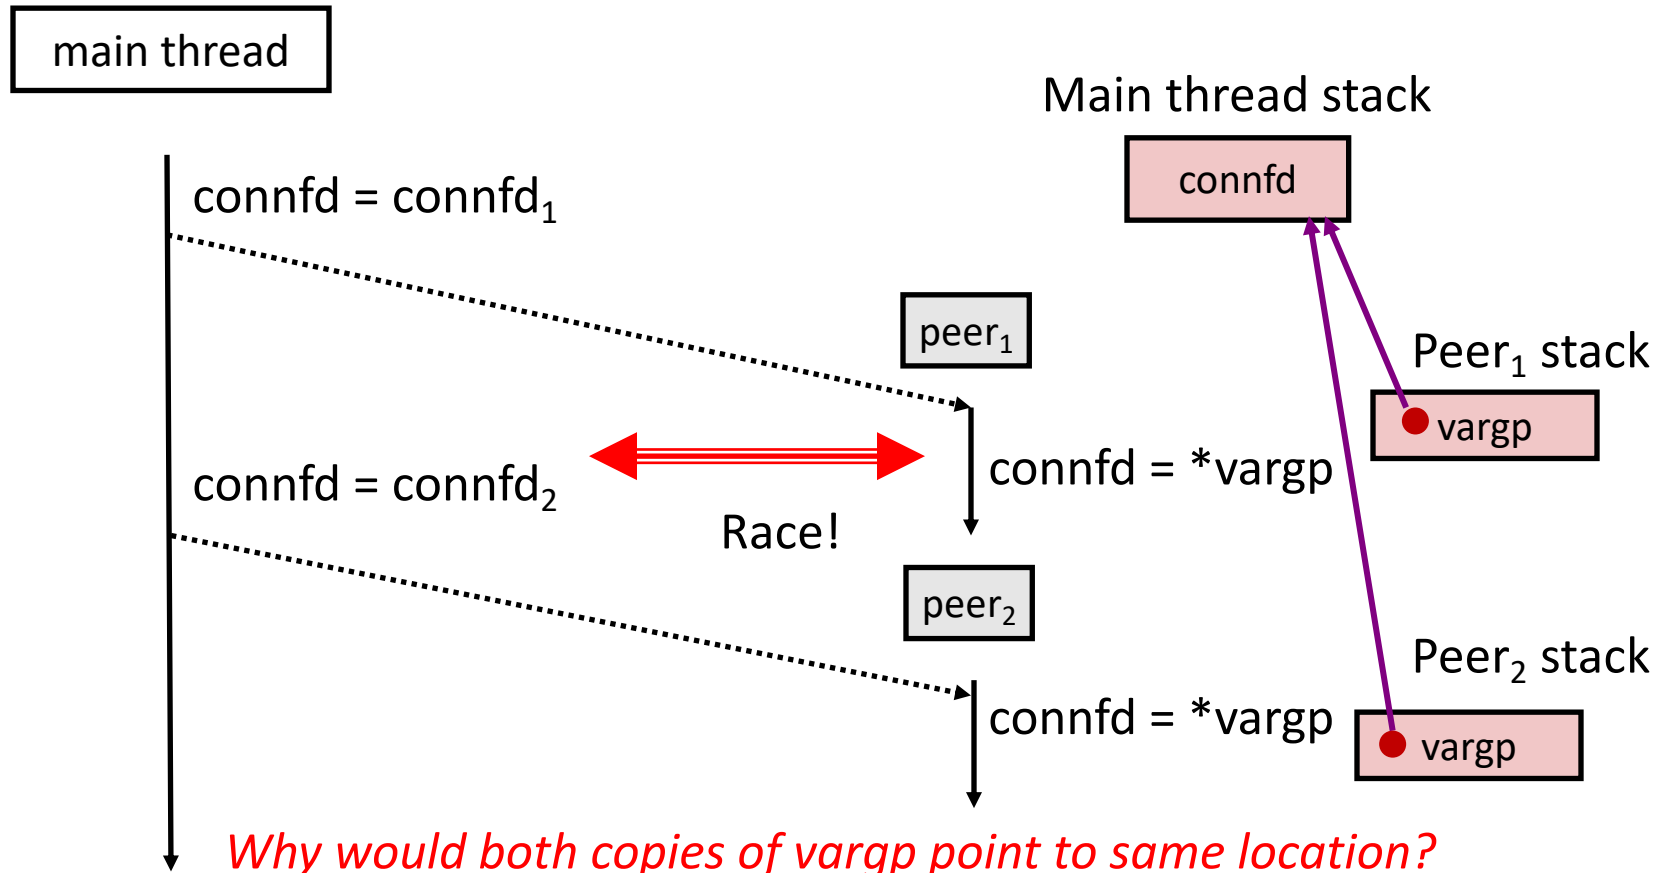 main thread
Main thread stack
connfd
connfd = connfd₁
peer₁
Peer₁ stack
vargp
connfd = *vargp
connfd = connfd₂
Race!
peer₂
Peer₂ stack
connfd = *vargp
vargp
Why would both copies of vargp point to same location?